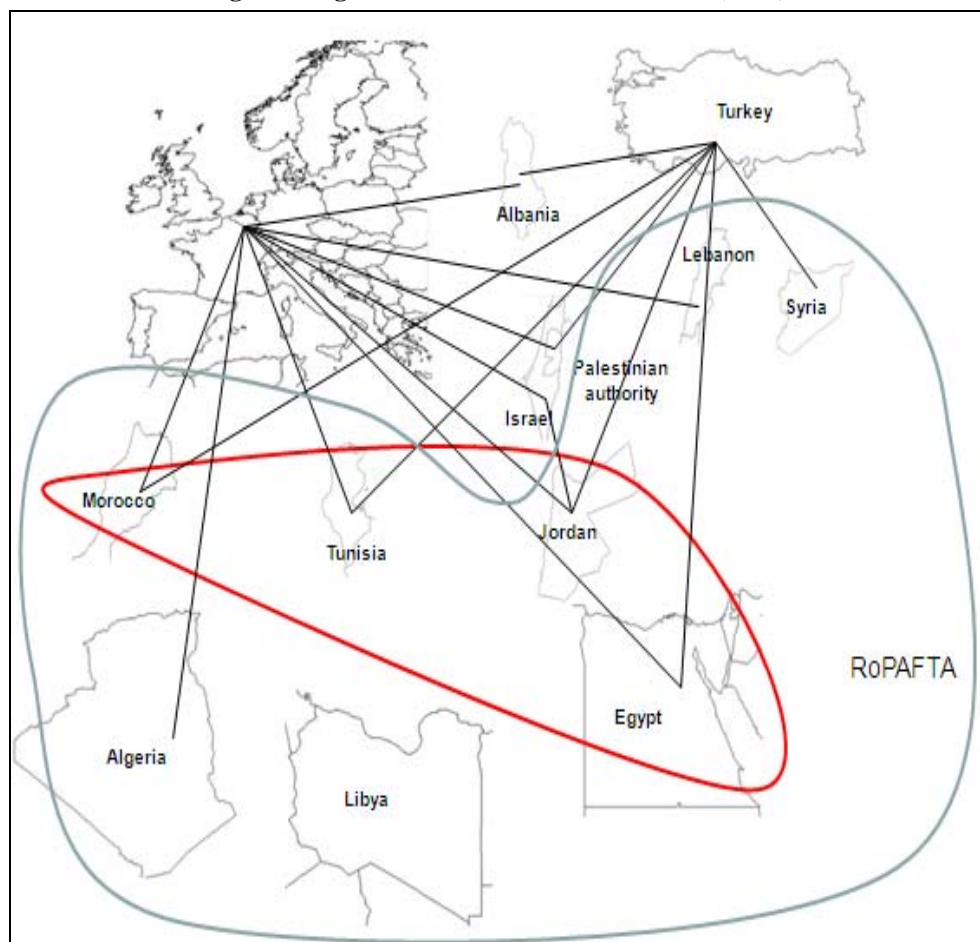 Turkey
Albania
Lebanon
Syria
Palestinian
authority
Israel
Morocco
Jordan
Tunisia
RoPAFTA
Egypt
Algeria
Libya